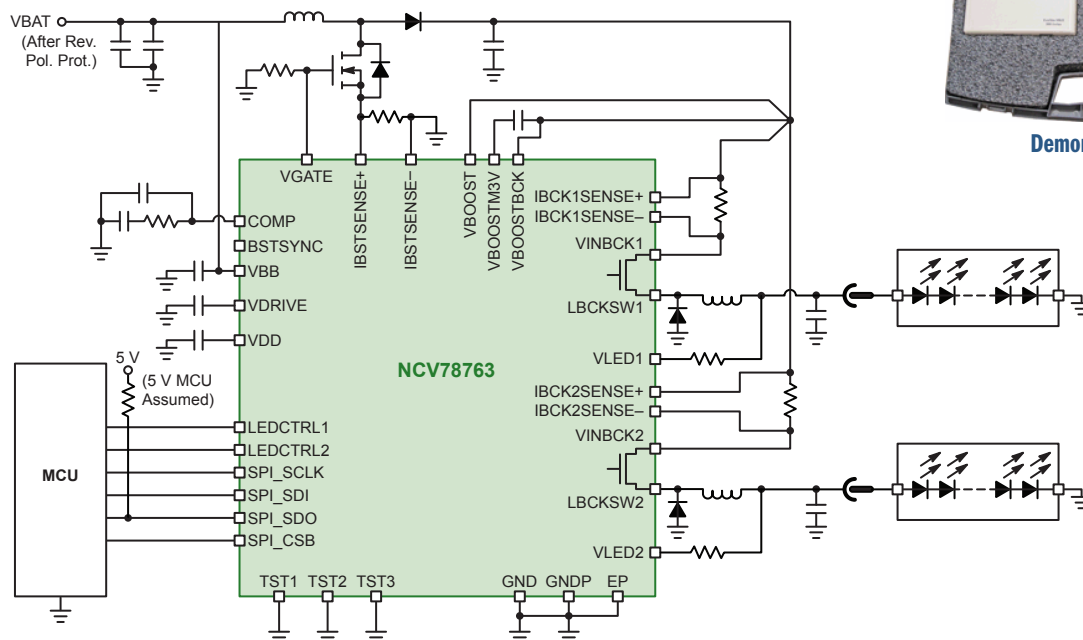 VBAT
(After Rev.
Pol. Prot.)
Demor
VGATE
IBSTSENSE+
IBSTSENSE–
VBOOST
VBOOSTM3V
VBOOSTBCK
COMP
BSTSYNC
VBB
VDRIVE
VDD
IBCK1SENSE+
IBCK1SENSE–
VINBCK1
LBCKSW1
VLED1
IBCK2SENSE+
IBCK2SENSE–
VINBCK2
LBCKSW2
VLED2
NCV78763
5 V
(5 V MCU
Assumed)
MCU
LEDCTRL1
LEDCTRL2
SPI_SCLK
SPI_SDI
SPI_SDO
SPI_CSB
TST1 TST2 TST3
GND GNDP EP